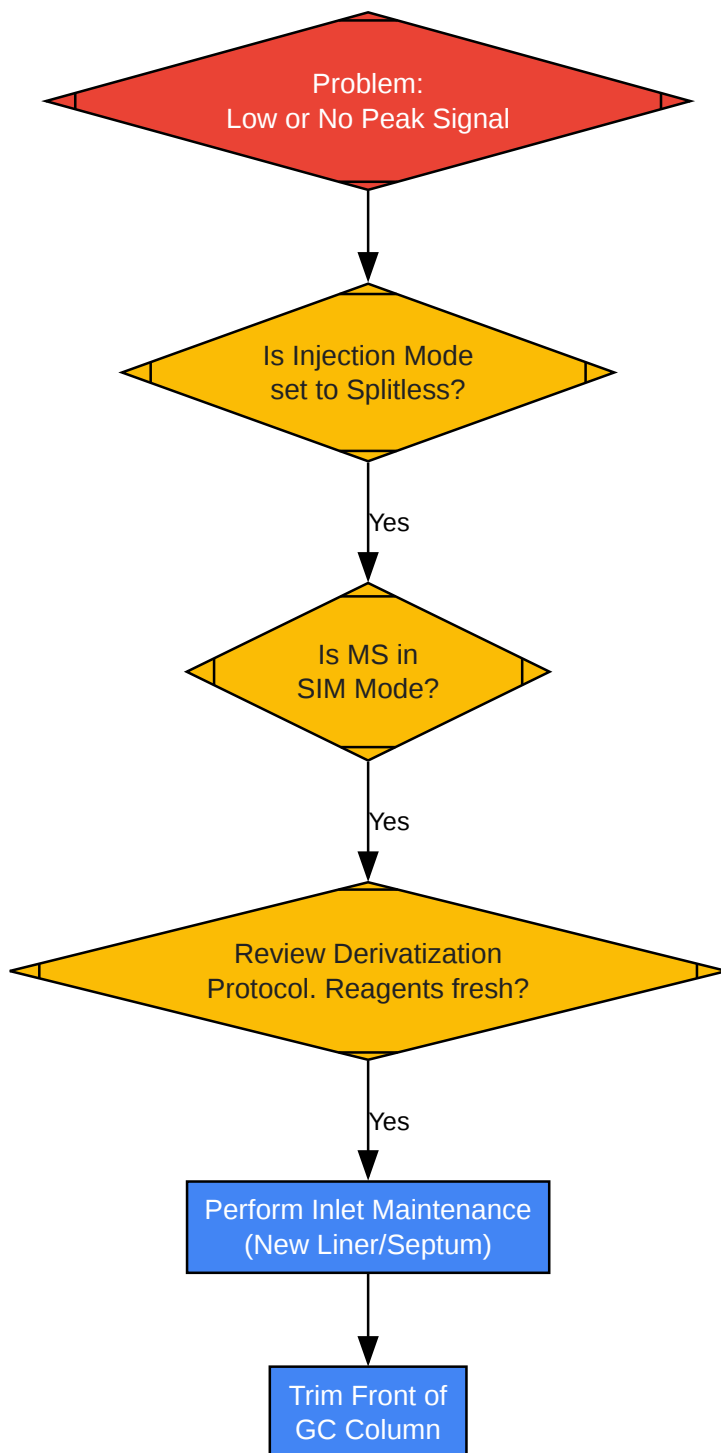 Problem:
Low or No Peak Signal
Is Injection Mode
set to Splitless?
Yes
Is MS in
SIM Mode?
Yes
Review Derivatization
Protocol. Reagents fresh?
Yes
Perform Inlet Maintenance
(New Liner/Septum)
Trim Front of
GC Column